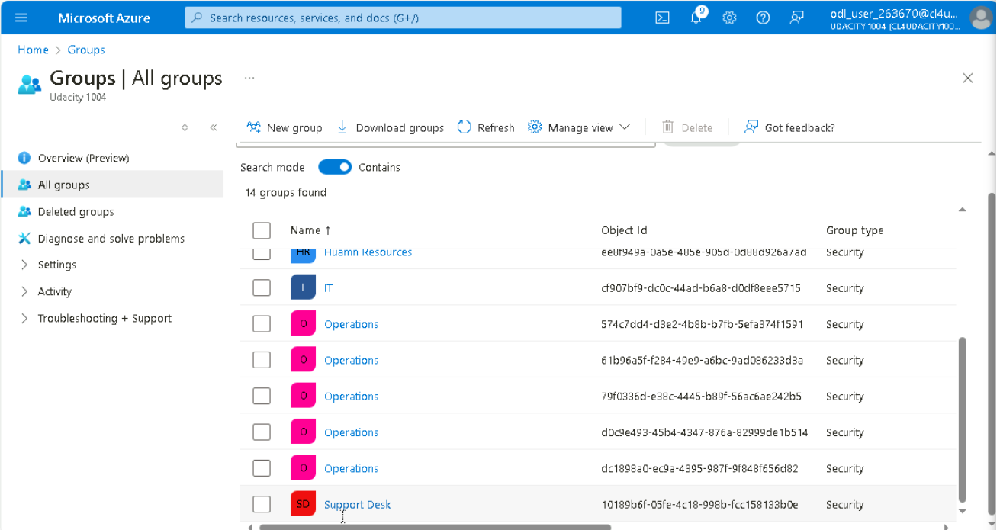 Microsoft Azure
Search resources, services, and docs (G+/)
9
odl_user_263670@cl4u...
UDACITY 1004 (CL4UDACITY100...
Home > Groups
Groups | All groups ...
Udacity 1004
New group
Download groups
Refresh
Manage view
Delete
Got feedback?
Overview (Preview)
All groups
Deleted groups
Diagnose and solve problems
Settings
Activity
Troubleshooting + Support
Search mode
Contains
14 groups found
Name ↑ Object Id Group type
HR Huamn Resources ee8f949a-0a5e-485e-905d-0d88d926a7ad Security
I IT cf907bf9-dc0c-44ad-b6a8-d0df8eee5715 Security
O Operations 574c7dd4-d3e2-4b8b-b7fb-5efa374f1591 Security
O Operations 61b96a5f-f284-49e9-a6bc-9ad086233d3a Security
O Operations 79f0336d-e38c-4445-b89f-56ac6ae242b5 Security
O Operations d0c9e493-45b4-4347-876a-82999de1b514 Security
O Operations dc1898a0-ec9a-4395-987f-9f848f656d82 Security
SD Support Desk 10189b6f-05fe-4c18-998b-fcc158133b0e Security